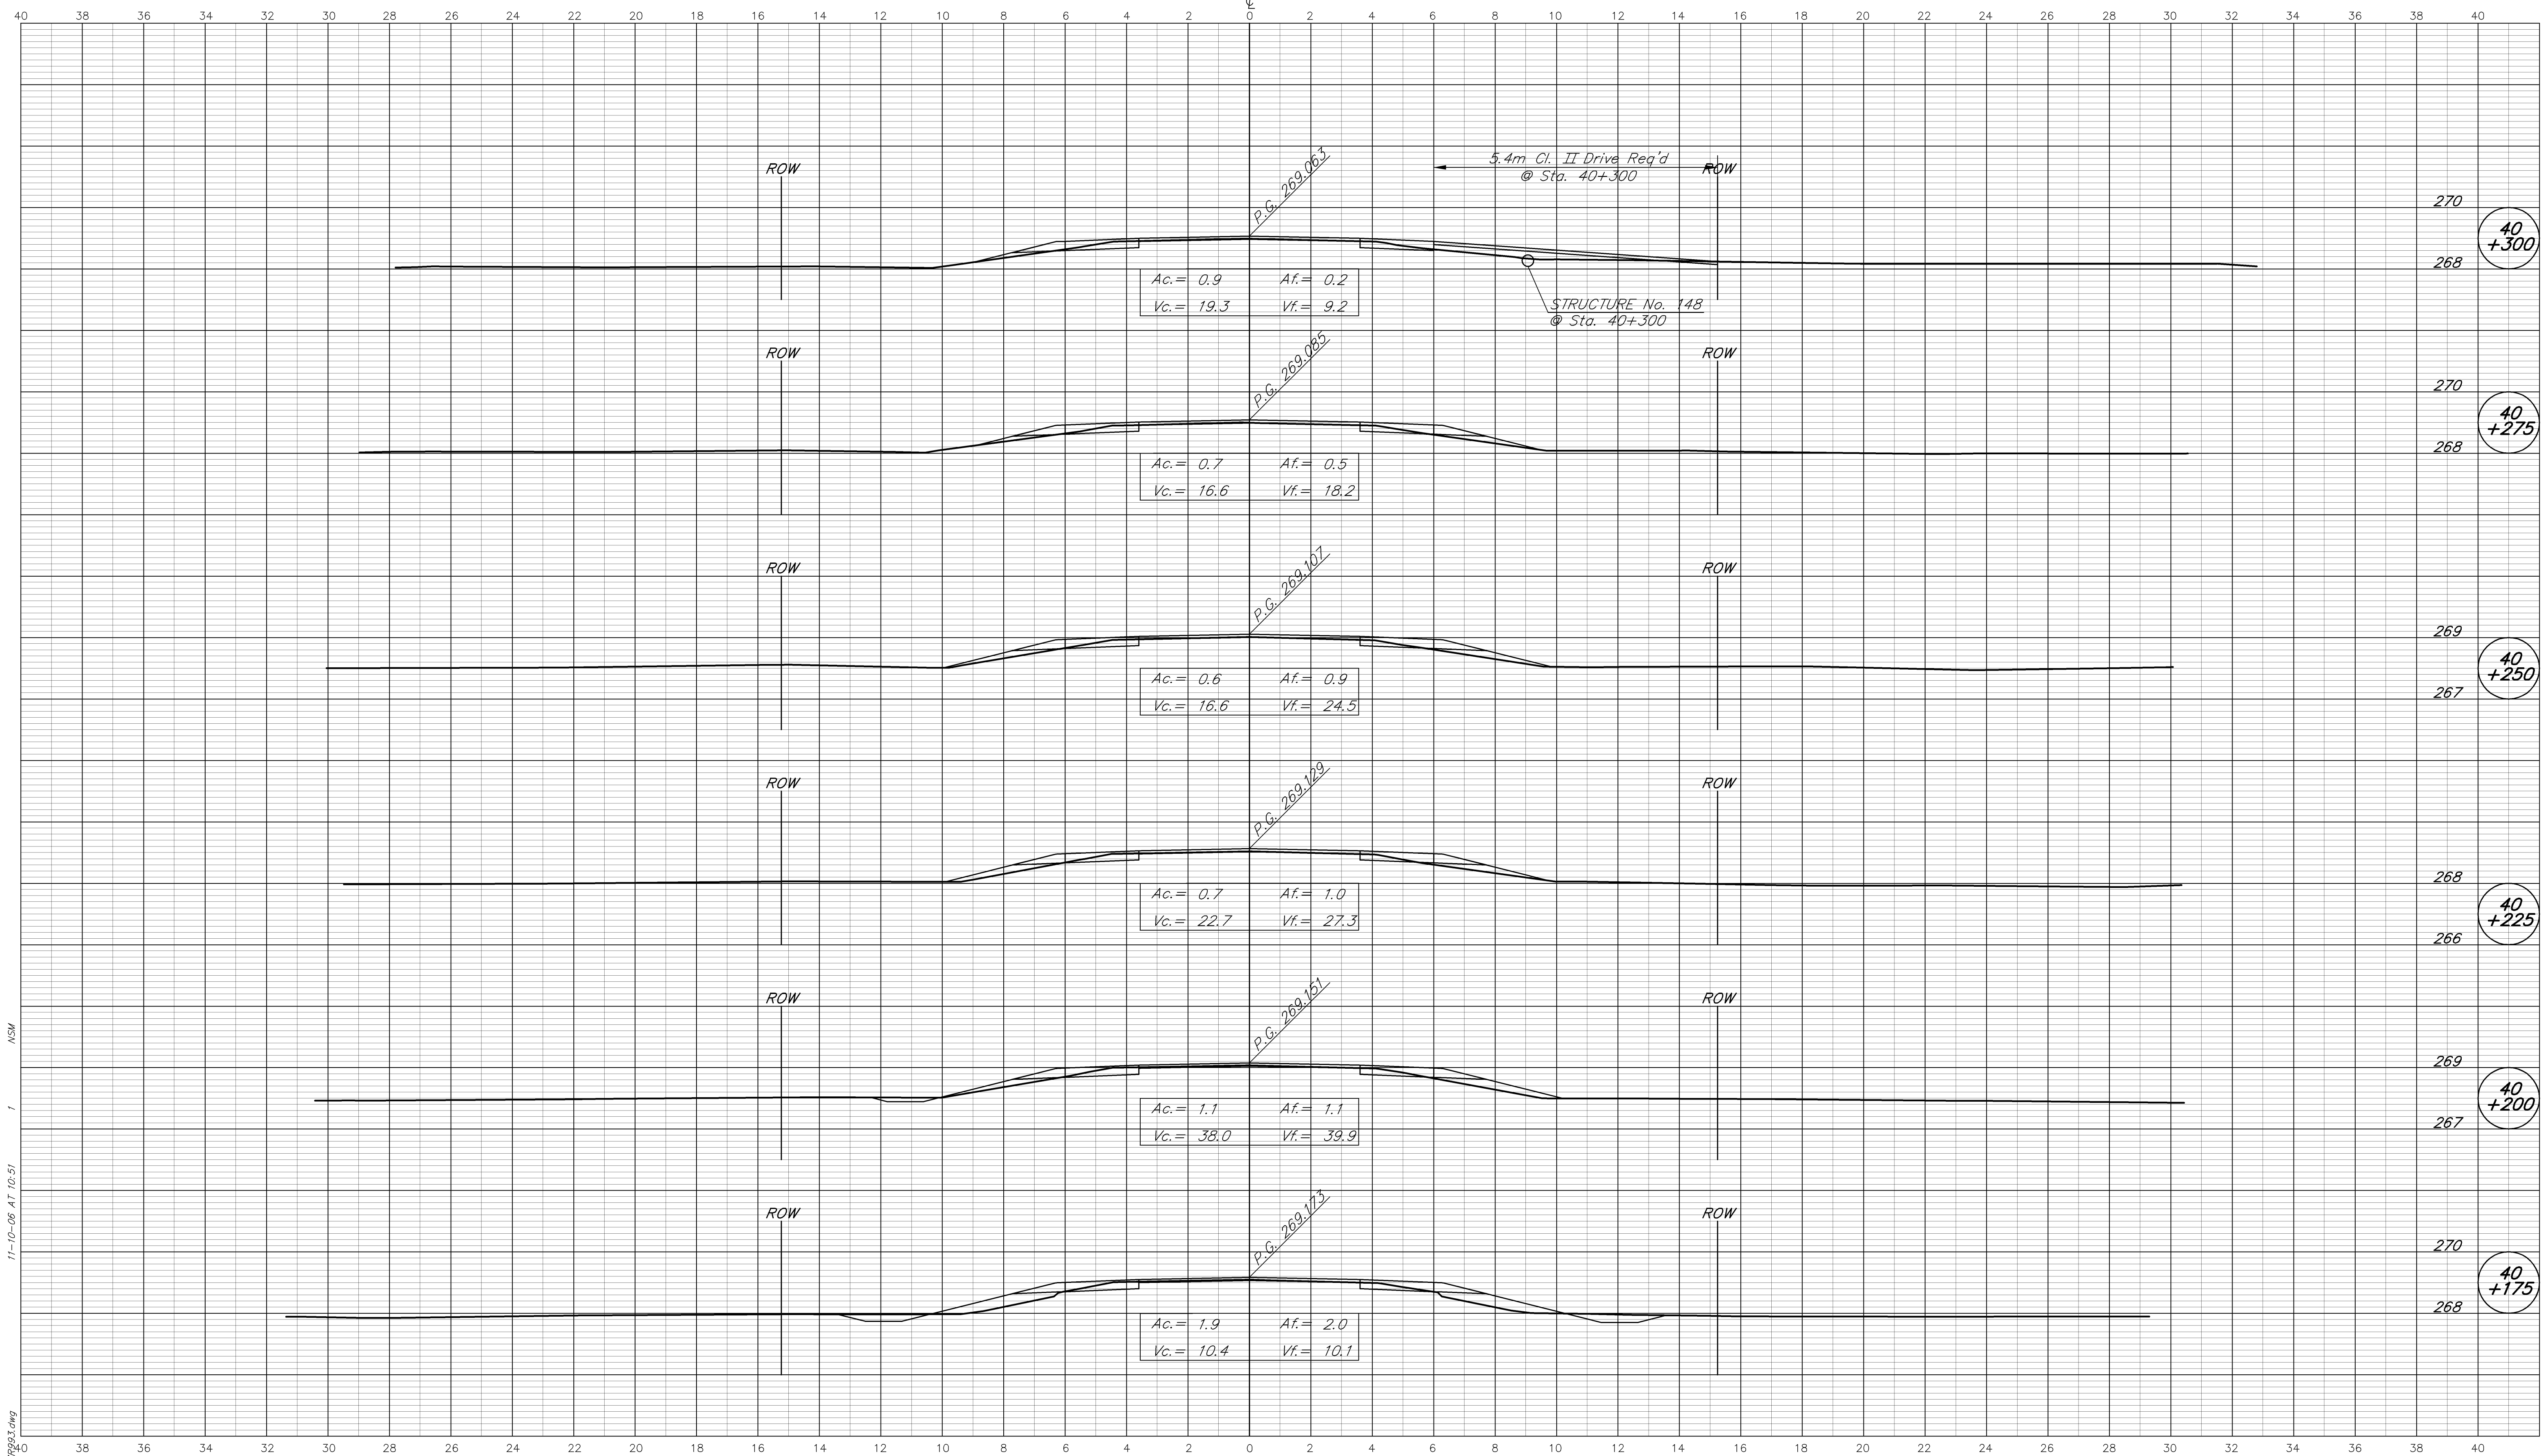 ℄
40 38 36 34 32 30 28 26 24 22 20 18 16 14 12 10 8 6 4 2 0 2 4 6 8 10 12 14 16 18 20 22 24 26 28 30 32 34 36 38 40
ROW
P.G. 269.063
5.4m Cl. II Drive Req'd
@ Sta. 40+300
ROW
270
40
+300
268
Ac.= 0.9 Af.= 0.2
Vc.= 19.3 Vf.= 9.2
STRUCTURE No. 148
@ Sta. 40+300
ROW
P.G. 269.085
ROW
270
40
+275
268
Ac.= 0.7 Af.= 0.5
Vc.= 16.6 Vf.= 18.2
ROW
P.G. 269.107
ROW
269
40
+250
267
Ac.= 0.6 Af.= 0.9
Vc.= 16.6 Vf.= 24.5
ROW
P.G. 269.129
ROW
268
40
+225
266
Ac.= 0.7 Af.= 1.0
Vc.= 22.7 Vf.= 27.3
ROW
P.G. 269.151
ROW
269
40
+200
267
Ac.= 1.1 Af.= 1.1
Vc.= 38.0 Vf.= 39.9
ROW
P.G. 269.173
ROW
270
40
+175
268
Ac.= 1.9 Af.= 2.0
Vc.= 10.4 Vf.= 10.1
40 38 36 34 32 30 28 26 24 22 20 18 16 14 12 10 8 6 4 2 0 2 4 6 8 10 12 14 16 18 20 22 24 26 28 30 32 34 36 38 40
R993.dwg 11-10-06 AT 10:51 1 NSM